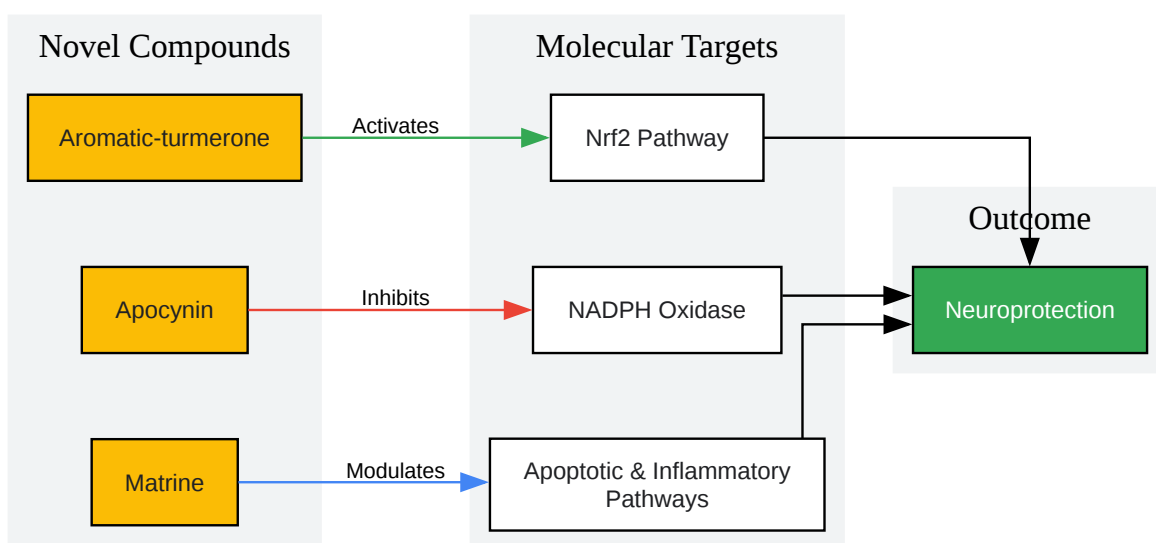 Novel Compounds
Molecular Targets
Aromatic-turmerone
Activates
Nrf2 Pathway
Outcome
Apocynin
Inhibits
NADPH Oxidase
Neuroprotection
Matrine
Modulates
Apoptotic & Inflammatory
Pathways